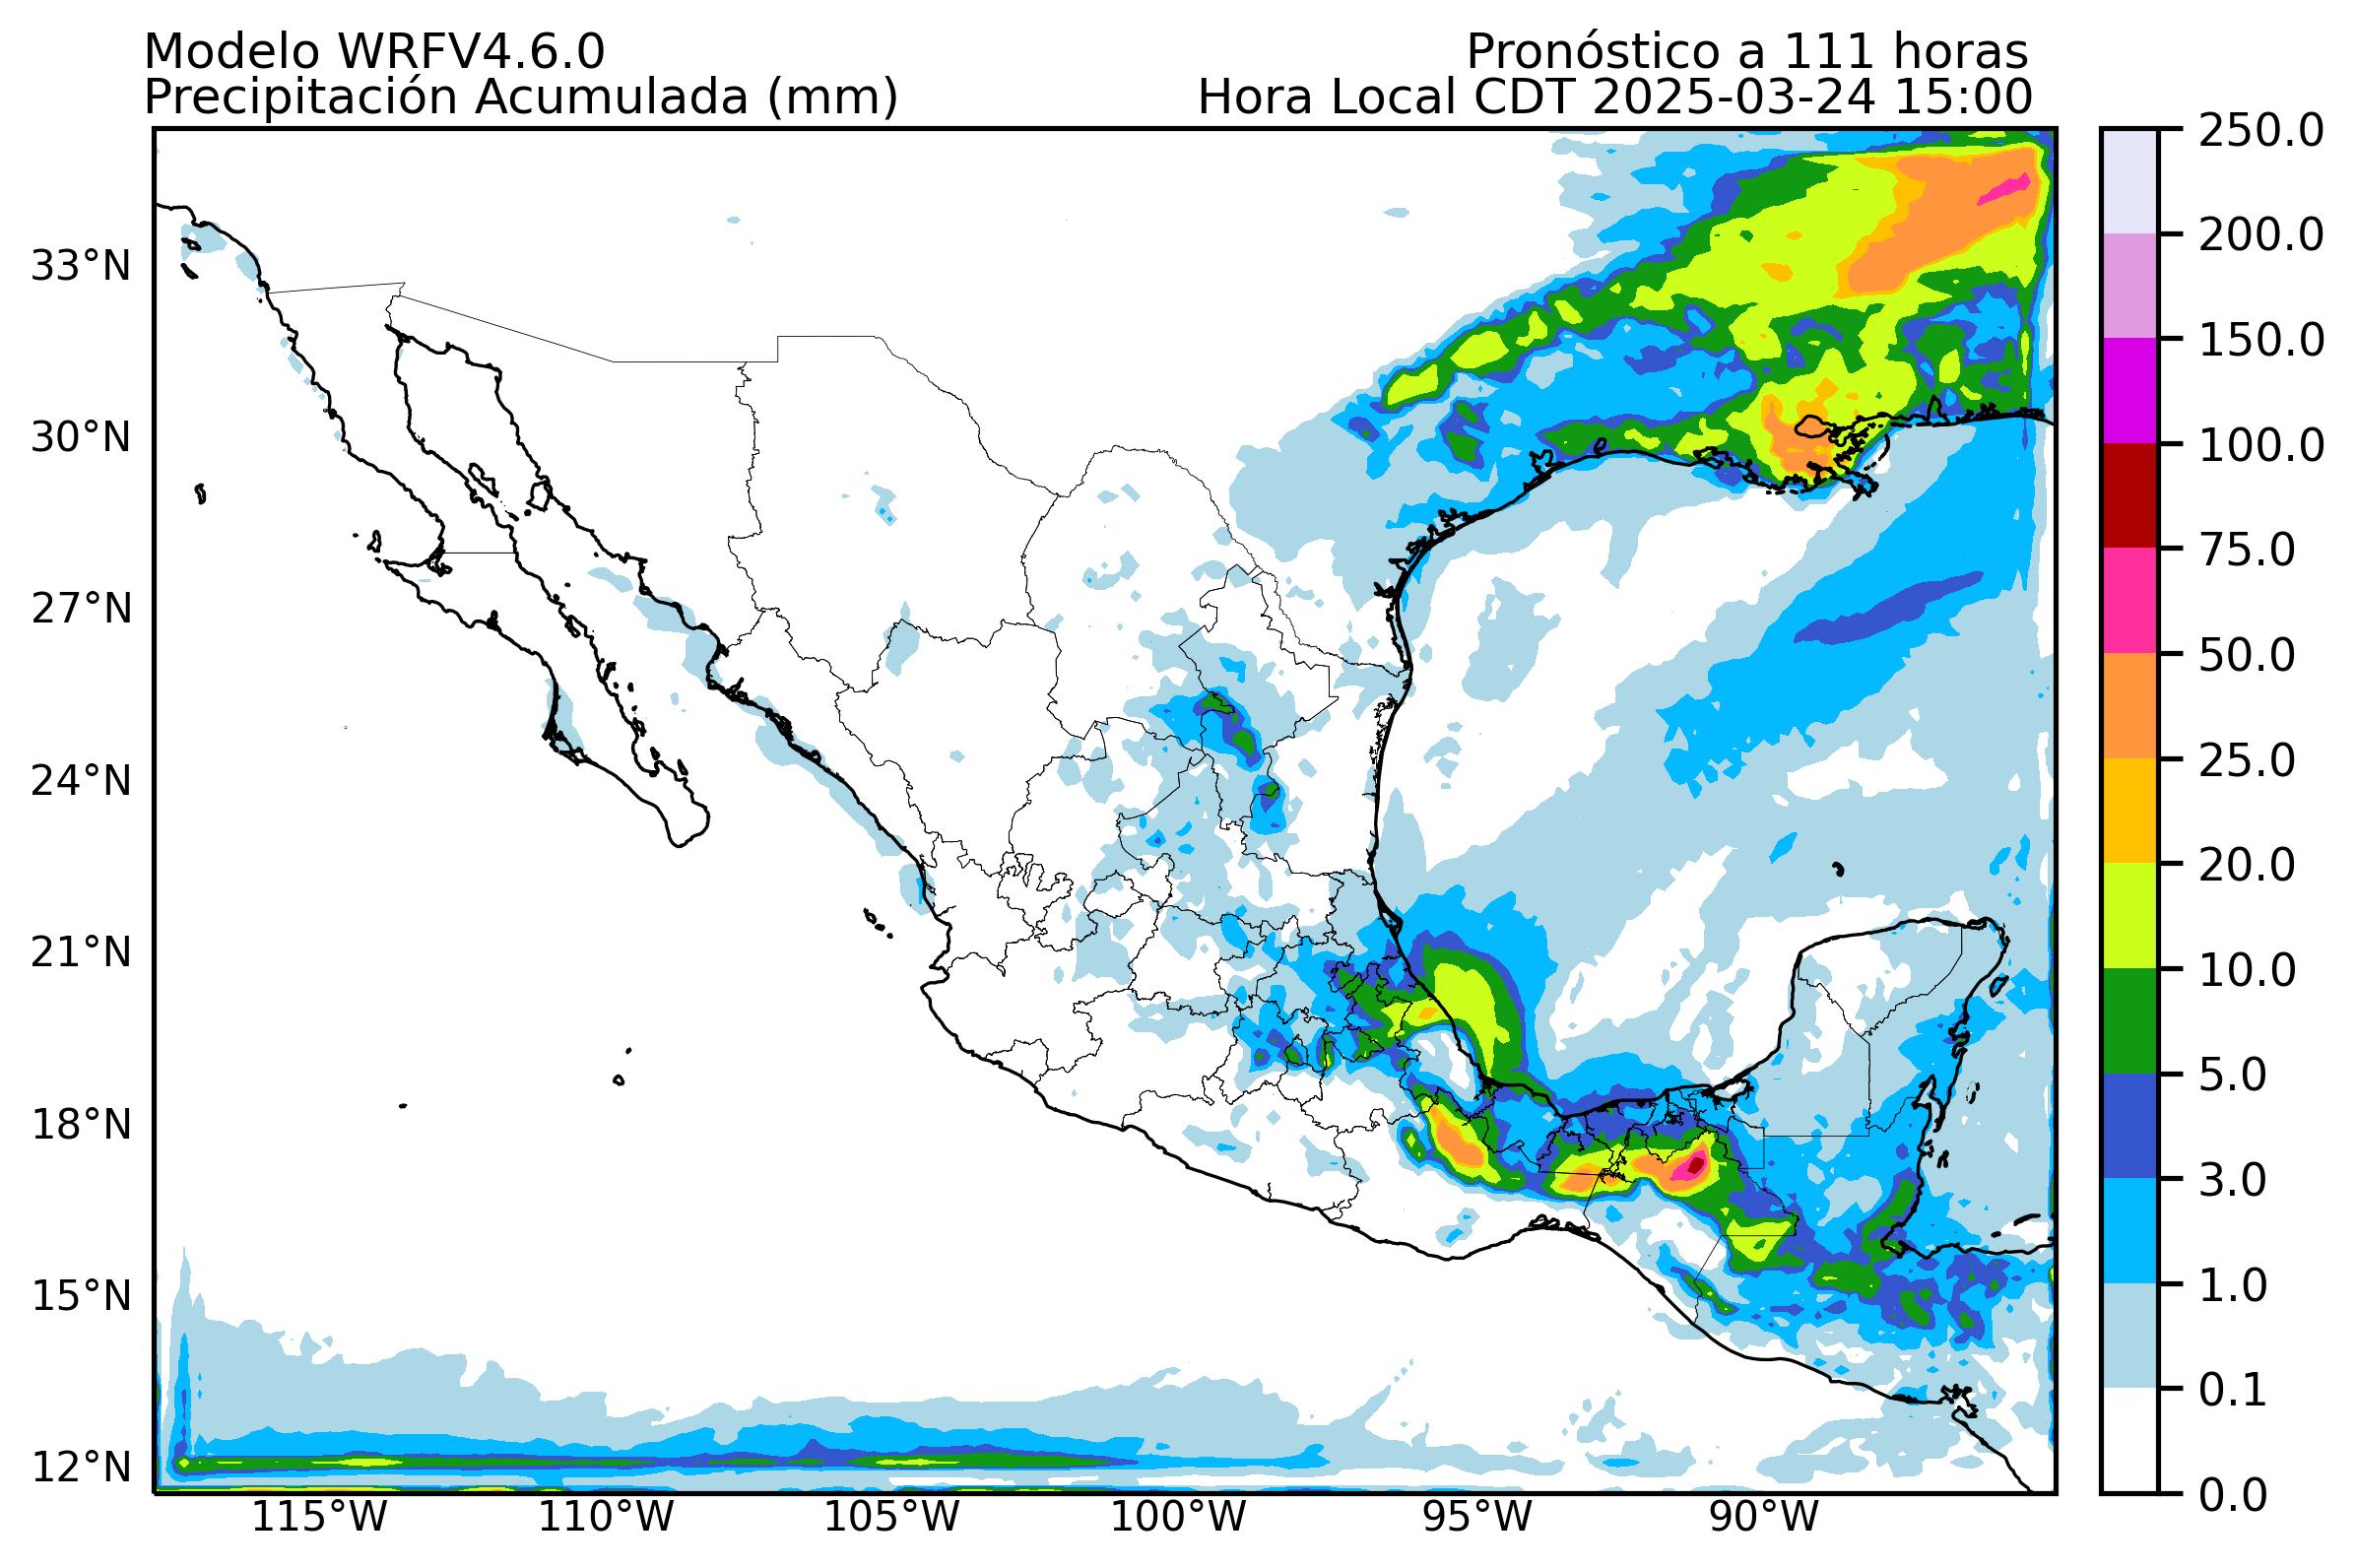 Modelo WRFV4.6.0
Pronóstico a 111 horas
Precipitación Acumulada (mm)
Hora Local CDT 2025-03-24 15:00
33°N
30°N
27°N
24°N
21°N
18°N
15°N
12°N
115°W
110°W
105°W
100°W
95°W
90°W
250.0
200.0
150.0
100.0
75.0
50.0
25.0
20.0
10.0
5.0
3.0
1.0
0.1
0.0